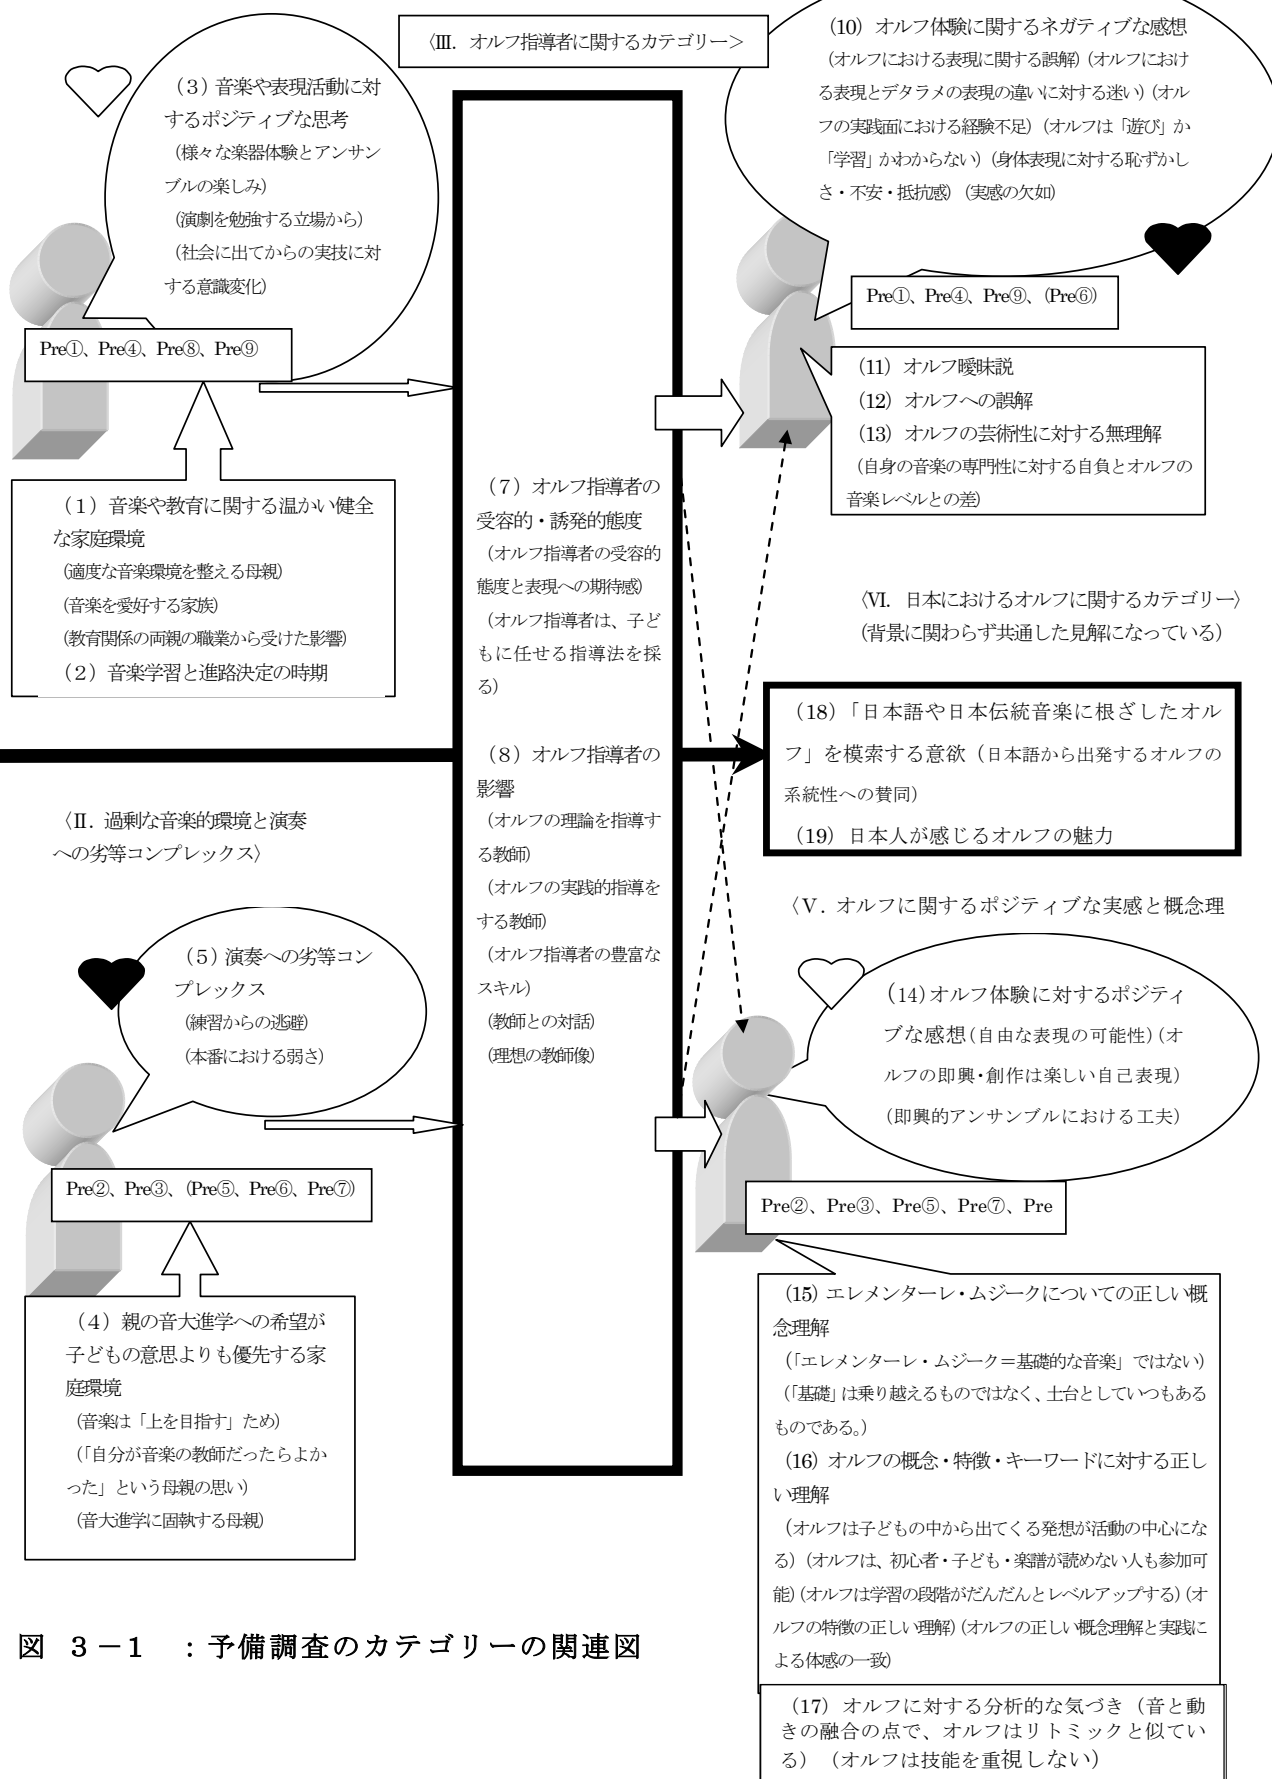 〈Ⅲ. オルフ指導者に関するカテゴリー＞
(3) 音楽や表現活動に対
するポジティブな思考
(様々な楽器体験とアンサン
ブルの楽しみ)
(演劇を勉強する立場から)
(社会に出てからの実技に対
する意識変化)
Pre①、Pre④、Pre⑧、Pre⑨
(1) 音楽や教育に関する温かい健全
な家庭環境
(適度な音楽環境を整える母親)
(音楽を愛好する家族)
(教育関係の両親の職業から受けた影響)
(2) 音楽学習と進路決定の時期
〈Ⅱ. 過剰な音楽的環境と演奏
への劣等コンプレックス〉
(5) 演奏への劣等コン
プレックス
(練習からの逃避)
(本番における弱さ)
Pre②、Pre③、(Pre⑤、Pre⑥、Pre⑦)
(4) 親の音大進学への希望が
子どもの意思よりも優先する家
庭環境
(音楽は「上を目指す」ため)
(「自分が音楽の教師だったらよか
った」という母親の思い)
(音大進学に固執する母親)
(7) オルフ指導者の
受容的・誘発的態度
(オルフ指導者の受容的
態度と表現への期待感)
(オルフ指導者は、子ど
もに任せる指導法を採
る)
(8) オルフ指導者の
影響
(オルフの理論を指導す
る教師)
(オルフの実践的指導を
する教師)
(オルフ指導者の豊富な
スキル)
(教師との対話)
(理想の教師像)
(10) オルフ体験に関するネガティブな感想
(オルフにおける表現に関する誤解) (オルフにおけ
る表現とデタラメの表現の違いに対する迷い) (オル
フの実践面における経験不足) (オルフは「遊び」か
「学習」かわからない) (身体表現に対する恥ずかし
さ・不安・抵抗感) (実感の欠如)
Pre①、Pre④、Pre⑨、(Pre⑥)
(11) オルフ曖昧説
(12) オルフへの誤解
(13) オルフの芸術性に対する無理解
(自身の音楽の専門性に対する自負とオルフの
音楽レベルとの差)
〈Ⅵ. 日本におけるオルフに関するカテゴリー〉
(背景に関わらず共通した見解になっている)
(18) 「日本語や日本伝統音楽に根ざしたオル
フ」を模索する意欲 (日本語から出発するオルフの
系統性への賛同)
(19) 日本人が感じるオルフの魅力
〈Ⅴ. オルフに関するポジティブな実感と概念理
(14) オルフ体験に対するポジティ
ブな感想 (自由な表現の可能性) (オ
ルフの即興・創作は楽しい自己表現)
(即興的アンサンブルにおける工夫)
Pre②、Pre③、Pre⑤、Pre⑦、Pre
(15) エレメンターレ・ムジークについての正しい概
念理解
(「エレメンターレ・ムジーク＝基礎的な音楽」ではない)
(「基礎」は乗り越えるものではなく、土台としていつもある
ものである。)
(16) オルフの概念・特徴・キーワードに対する正し
い理解
(オルフは子どもの中から出てくる発想が活動の中心にな
る) (オルフは、初心者・子ども・楽譜が読めない人も参加可
能) (オルフは学習の段階がだんだんとレベルアップする) (オ
ルフの特徴の正しい理解) (オルフの正しい概念理解と実践に
よる体感の一致)
(17) オルフに対する分析的な気づき (音と動
きの融合の点で、オルフはリトミックと似てい
る) (オルフは技能を重視しない)
図 3－1 ：予備調査のカテゴリーの関連図